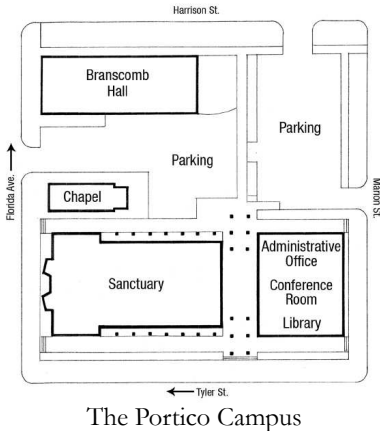 Harrison St.
Branscomb
Hall
Parking
Parking
Florida Ave.
Marion St.
Chapel
Administrative
Office
Sanctuary
Conference
Room
Library
Tyler St.
The Portico Campus